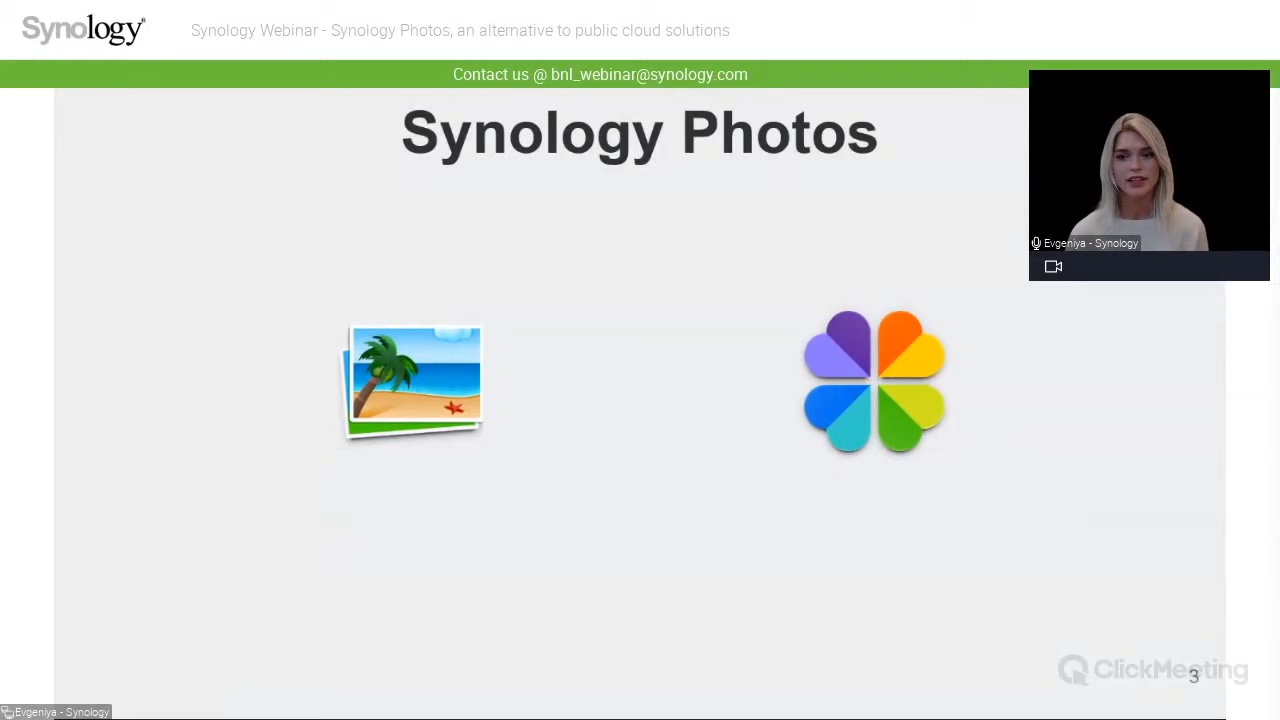 Synology®
Synology Webinar - Synology Photos, an alternative to public cloud solutions
Contact us @ bnl_webinar@synology.com
Synology Photos
Evgeniya - Synology
ClickMeeting
3
Evgeniya - Synology